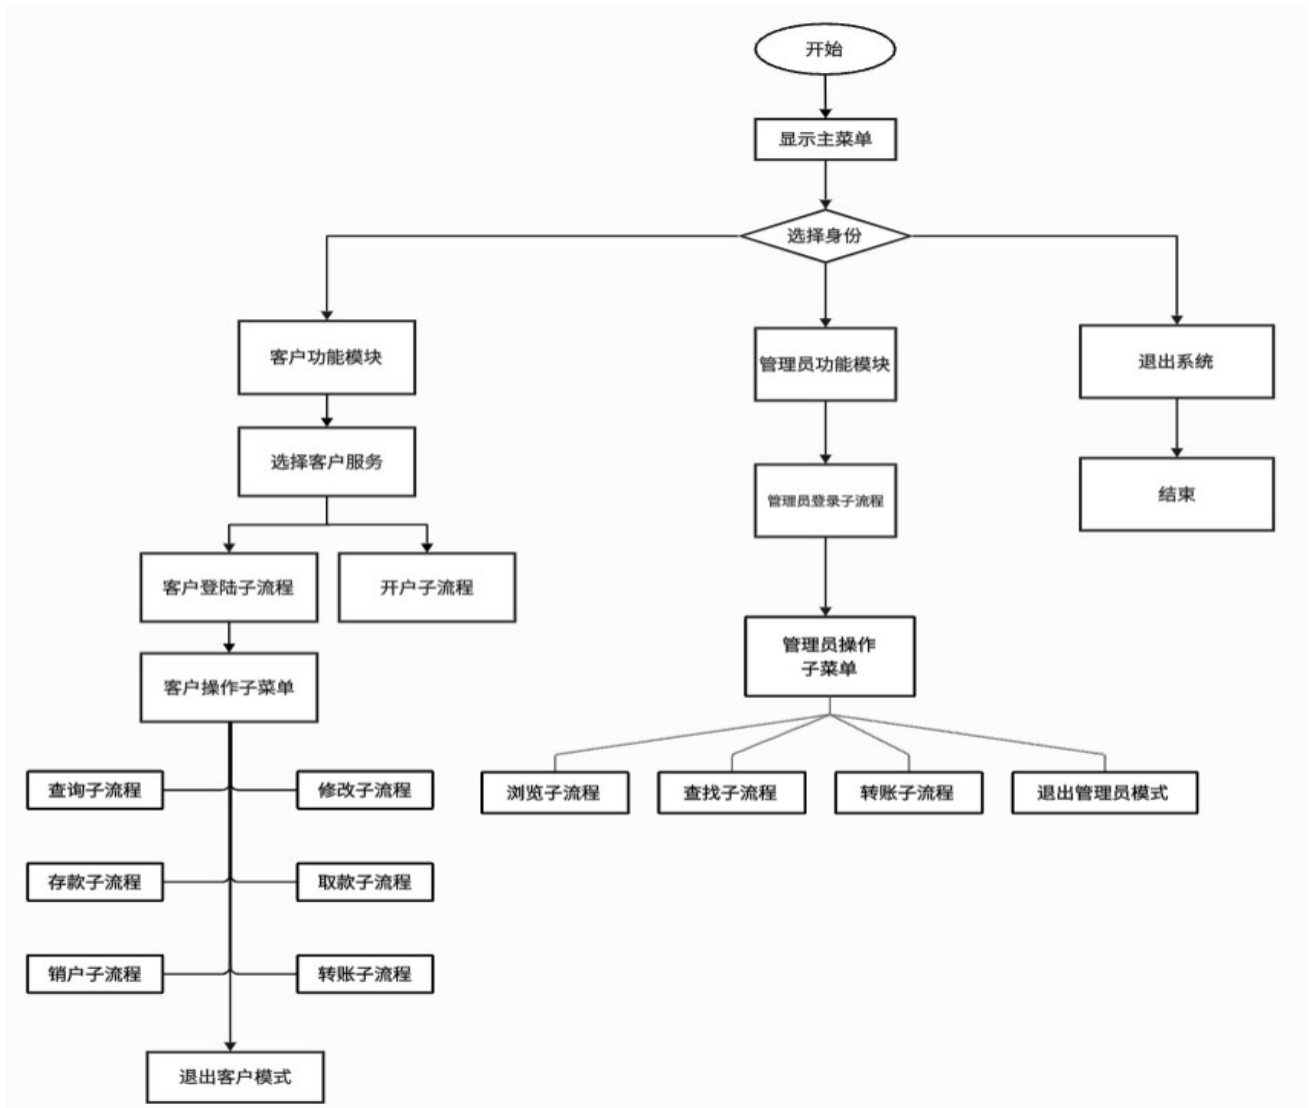 开始
显示主菜单
选择身份
客户功能模块
管理员功能模块
退出系统
选择客户服务
管理员登录子流程
结束
客户登陆子流程
开户子流程
管理员操作
子菜单
客户操作子菜单
查询子流程
修改子流程
浏览子流程
查找子流程
转账子流程
退出管理员模式
存款子流程
取款子流程
销户子流程
转账子流程
退出客户模式